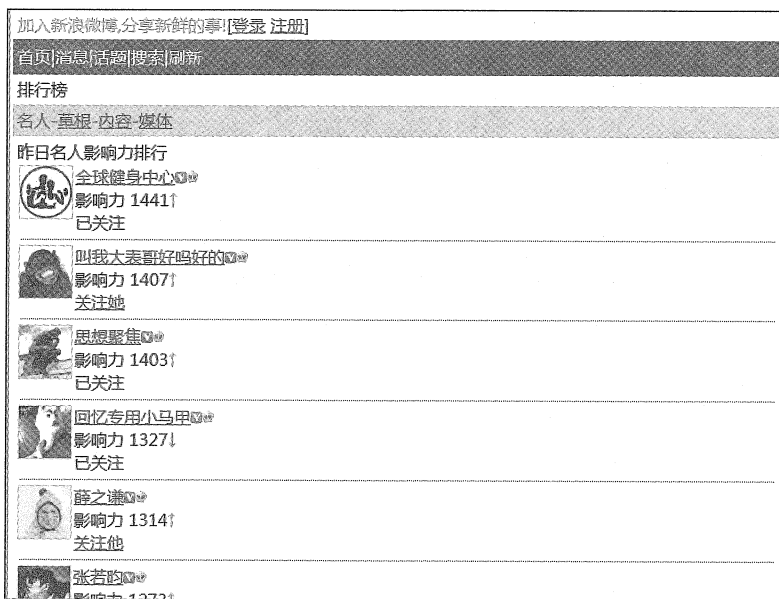 加入新浪微博,分享新鲜的事![登录 注册]
首页|消息|话题|搜索|刷新
排行榜
名人-草根-内容-媒体
昨日名人影响力排行
全球健身中心
影响力 1441↑
已关注
叫我大表哥好吗好的
影响力 1407↑
关注她
思想聚焦
影响力 1403↑
已关注
回忆专用小马甲
影响力 1327↓
已关注
薛之谦
影响力 1314↑
关注他
张若昀
影响力 1273↑